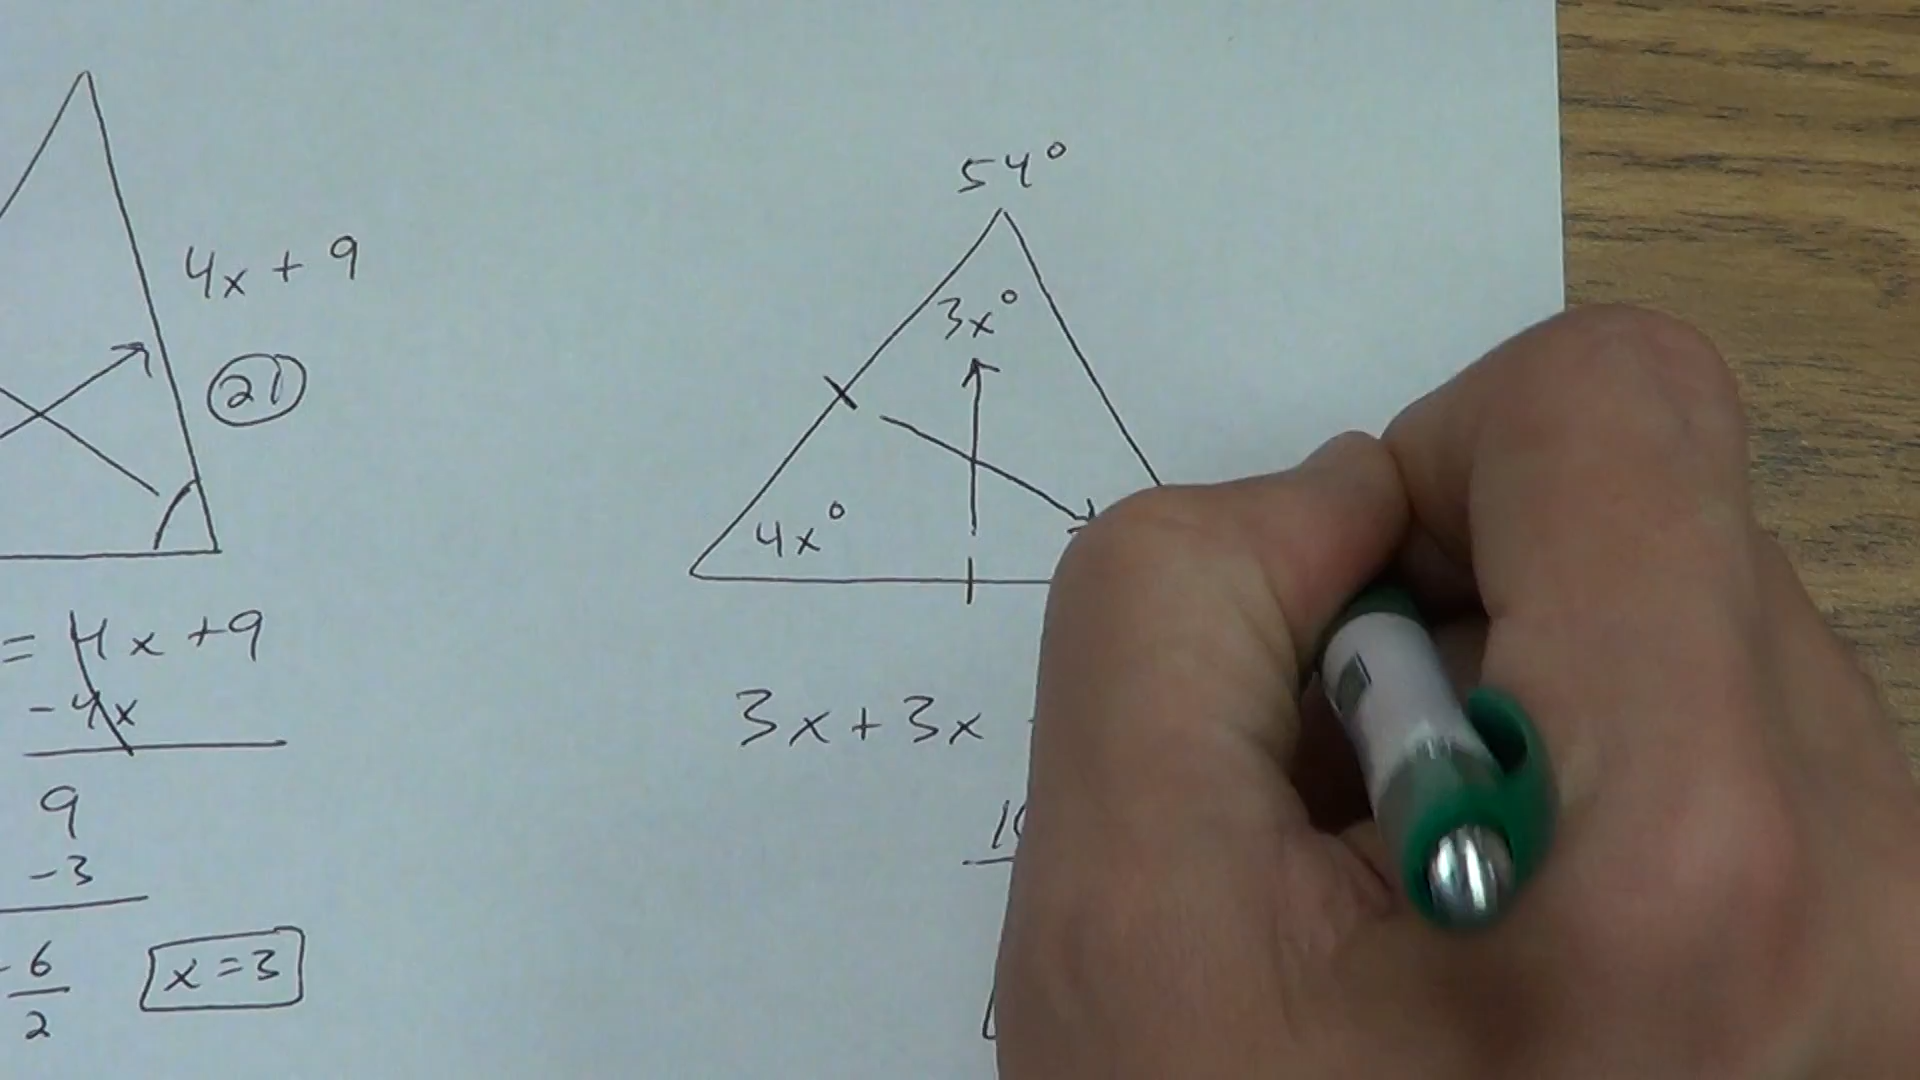 4x + 9
21
= 4x + 9
- 4x
9
- 3
6
2
x = 3
54°
3x°
4x°
3x + 3x